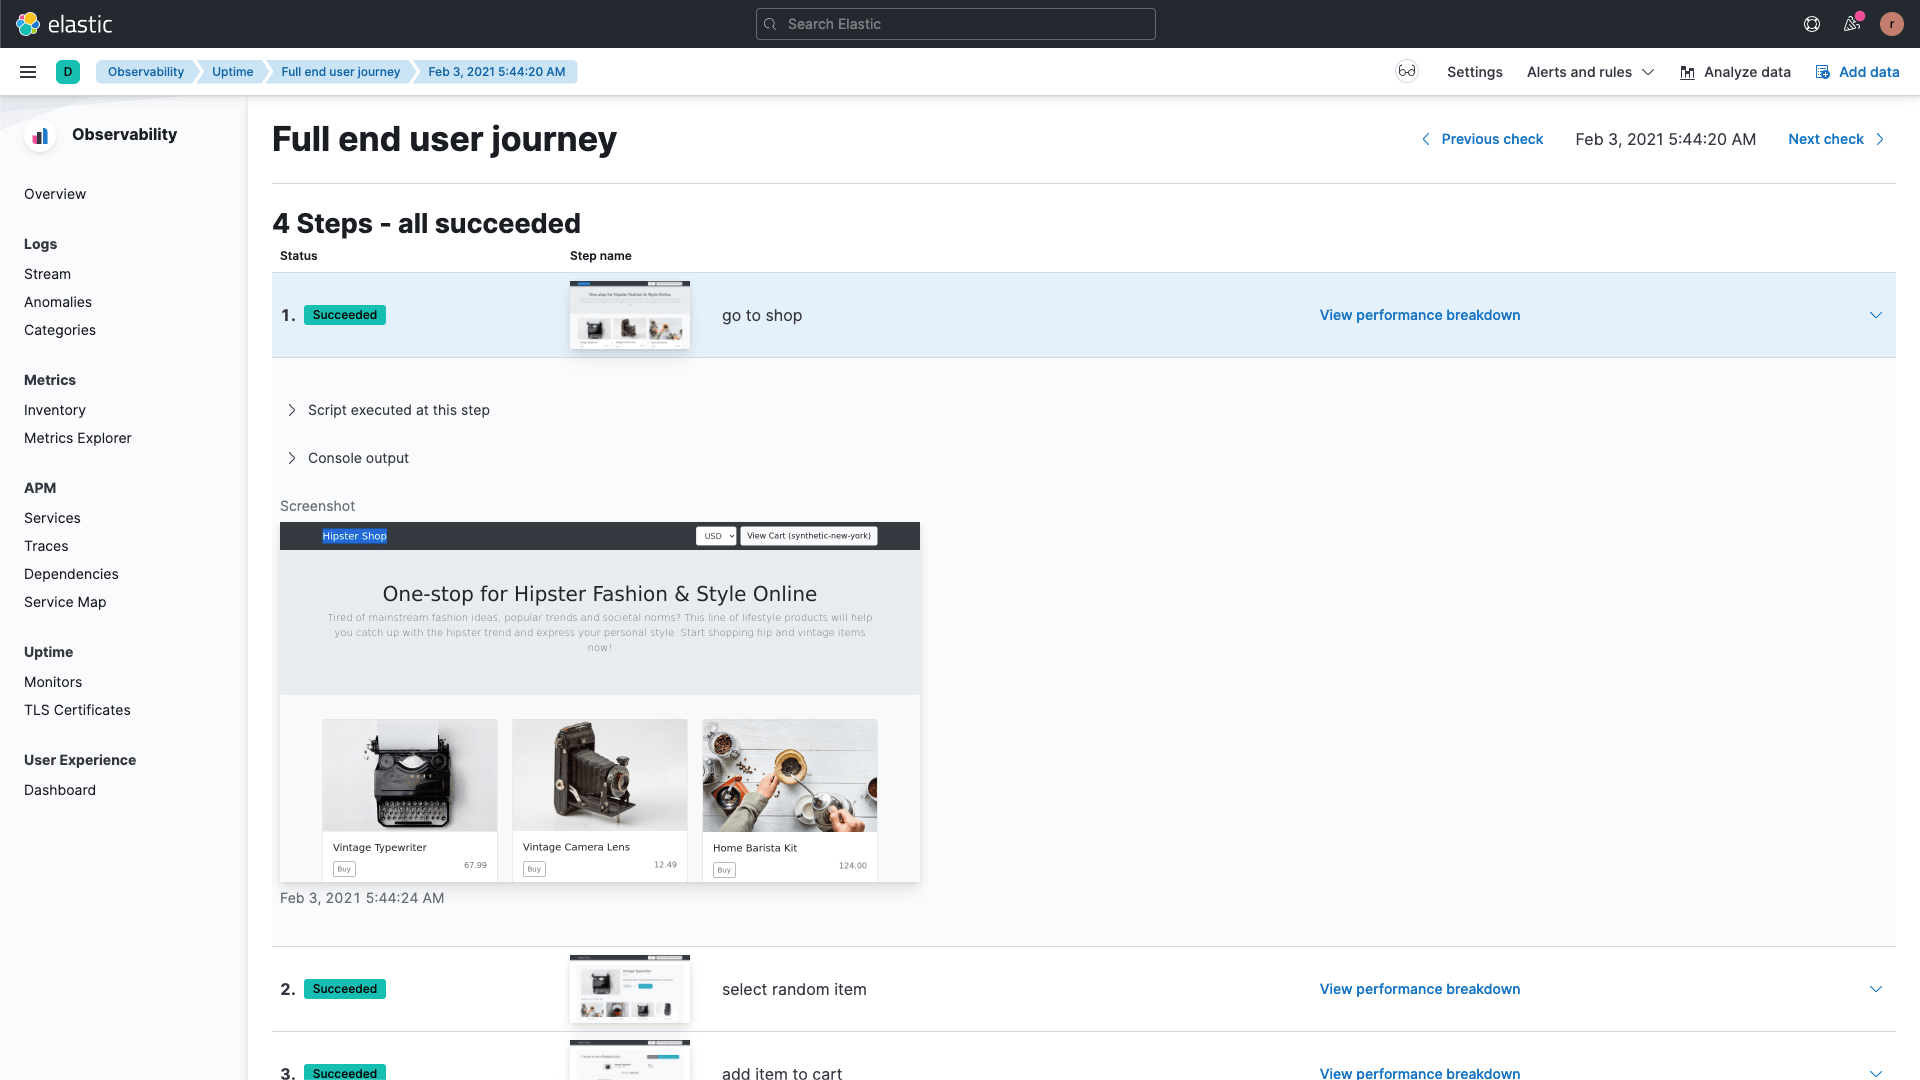 elastic
Search Elastic
r
D
Observability
Uptime
Full end user journey
Feb 3, 2021 5:44:20 AM
Settings
Alerts and rules
Analyze data
Add data
Observability
Overview
Logs
Stream
Anomalies
Categories
Metrics
Inventory
Metrics Explorer
APM
Services
Traces
Dependencies
Service Map
Uptime
Monitors
TLS Certificates
User Experience
Dashboard
Full end user journey
Previous check
Feb 3, 2021 5:44:20 AM
Next check
4 Steps - all succeeded
Status
Step name
1. Succeeded
One-stop for Hipster Fashion & Style Online
go to shop
View performance breakdown
Script executed at this step
Console output
Screenshot
Hipster Shop
USD
View Cart (synthetic-new-york)
One-stop for Hipster Fashion & Style Online
Tired of mainstream fashion ideas, popular trends and societal norms? This line of lifestyle products will help
you catch up with the hipster trend and express your personal style. Start shopping hip and vintage items
now!
Vintage Typewriter
Buy
67.99
Vintage Camera Lens
Buy
12.49
Home Barista Kit
Buy
124.00
Feb 3, 2021 5:44:24 AM
2. Succeeded
select random item
View performance breakdown
3. Succeeded
add item to cart
View performance breakdown